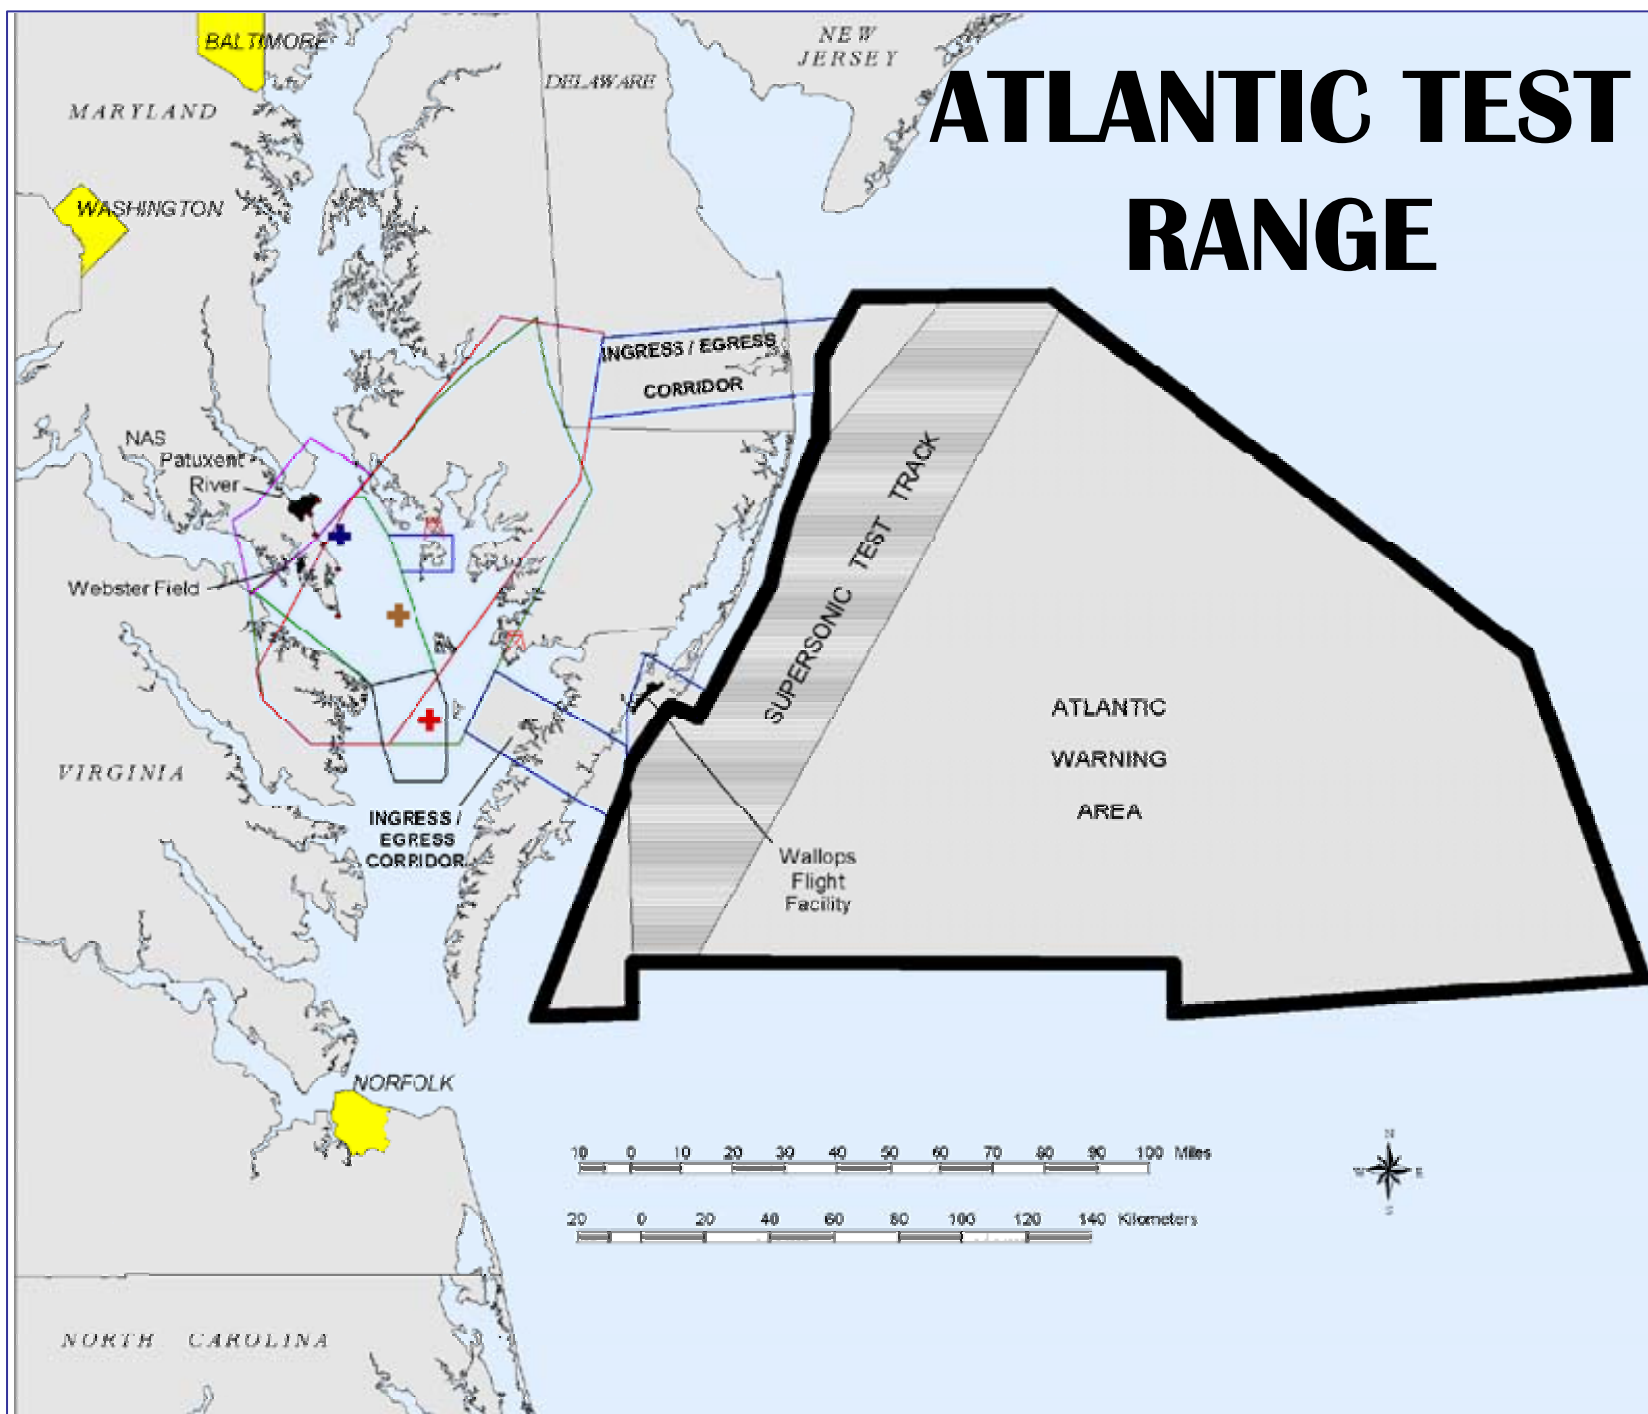 BALTIMORE
NEW
JERSEY
DELAWARE
ATLANTIC TEST
RANGE
MARYLAND
WASHINGTON
INGRESS / EGRESS
CORRIDOR
NAS
Patuxent
River
SUPERSONIC TEST TRACK
Webster Field
ATLANTIC
WARNING
AREA
VIRGINIA
INGRESS /
EGRESS
CORRIDOR
Wallops
Flight
Facility
NORFOLK
10 0 10 20 30 40 50 60 70 80 90 100 Miles
20 0 20 40 60 80 100 120 140 Kilometers
N
W E
S
NORTH CAROLINA